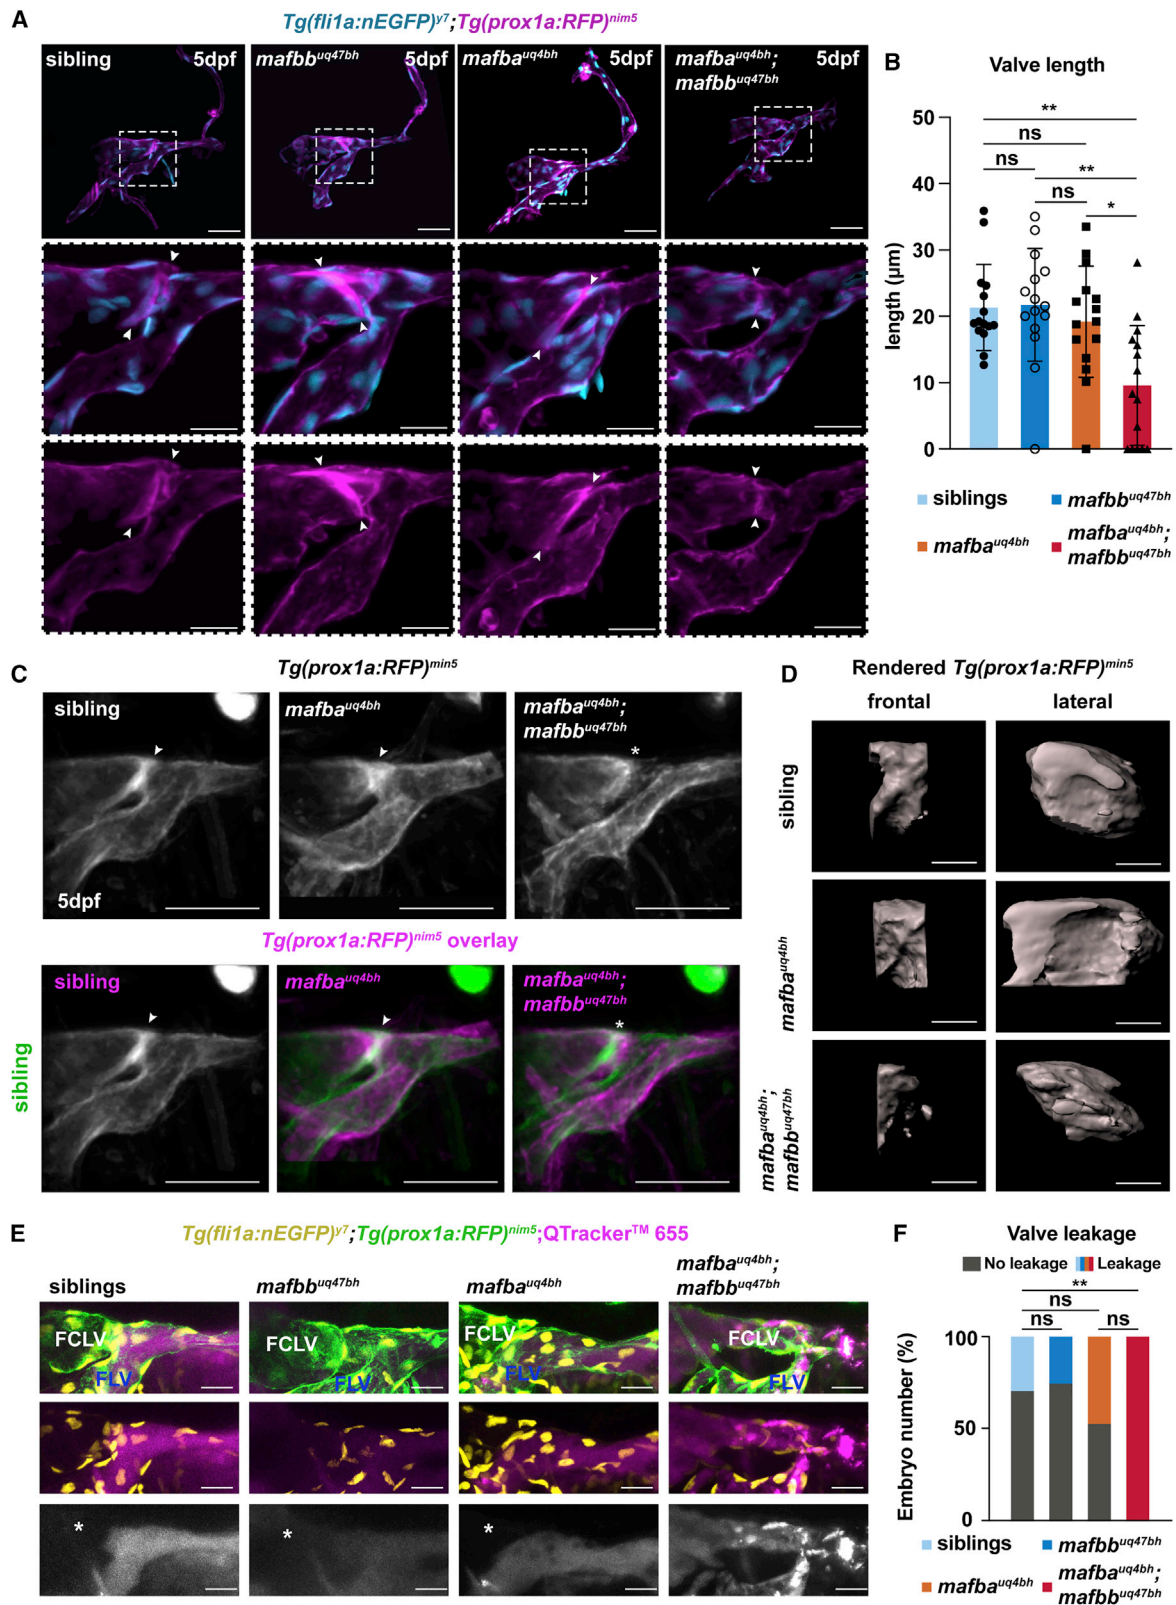 A
Tg(fli1a:nEGFP)y7;Tg(prox1a:RFP)nim5
sibling 5dpf
mafbbuq47bh 5dpf
mafbauq4bh 5dpf
mafbauq4bh; 5dpf
mafbbuq47bh
B
Valve length
**
ns
ns
**
ns
*
50
40
30
20
10
0
length (µm)
siblings
mafbbuq47bh
mafbauq4bh
mafbauq4bh;
mafbbuq47bh
C
Tg(prox1a:RFP)min5
sibling
5dpf
mafbauq4bh
mafbauq4bh;
mafbbuq47bh
*
Tg(prox1a:RFP)nim5 overlay
sibling
sibling
mafbauq4bh
mafbauq4bh;
mafbbuq47bh
*
D
Rendered Tg(prox1a:RFP)min5
frontal
lateral
sibling
mafbauq4bh
mafbauq4bh;
mafbbuq47bh
E
Tg(fli1a:nEGFP)y7;Tg(prox1a:RFP)nim5;QTracker™ 655
siblings
mafbbuq47bh
mafbauq4bh
mafbauq4bh;
mafbbuq47bh
FCLV
FLV
FCLV
FLV
FCLV
FLV
FCLV
FLV
*
*
*
F
Valve leakage
No leakage
Leakage
**
ns
ns
ns
100
50
0
Embryo number (%)
siblings
mafbbuq47bh
mafbauq4bh
mafbauq4bh;
mafbbuq47bh